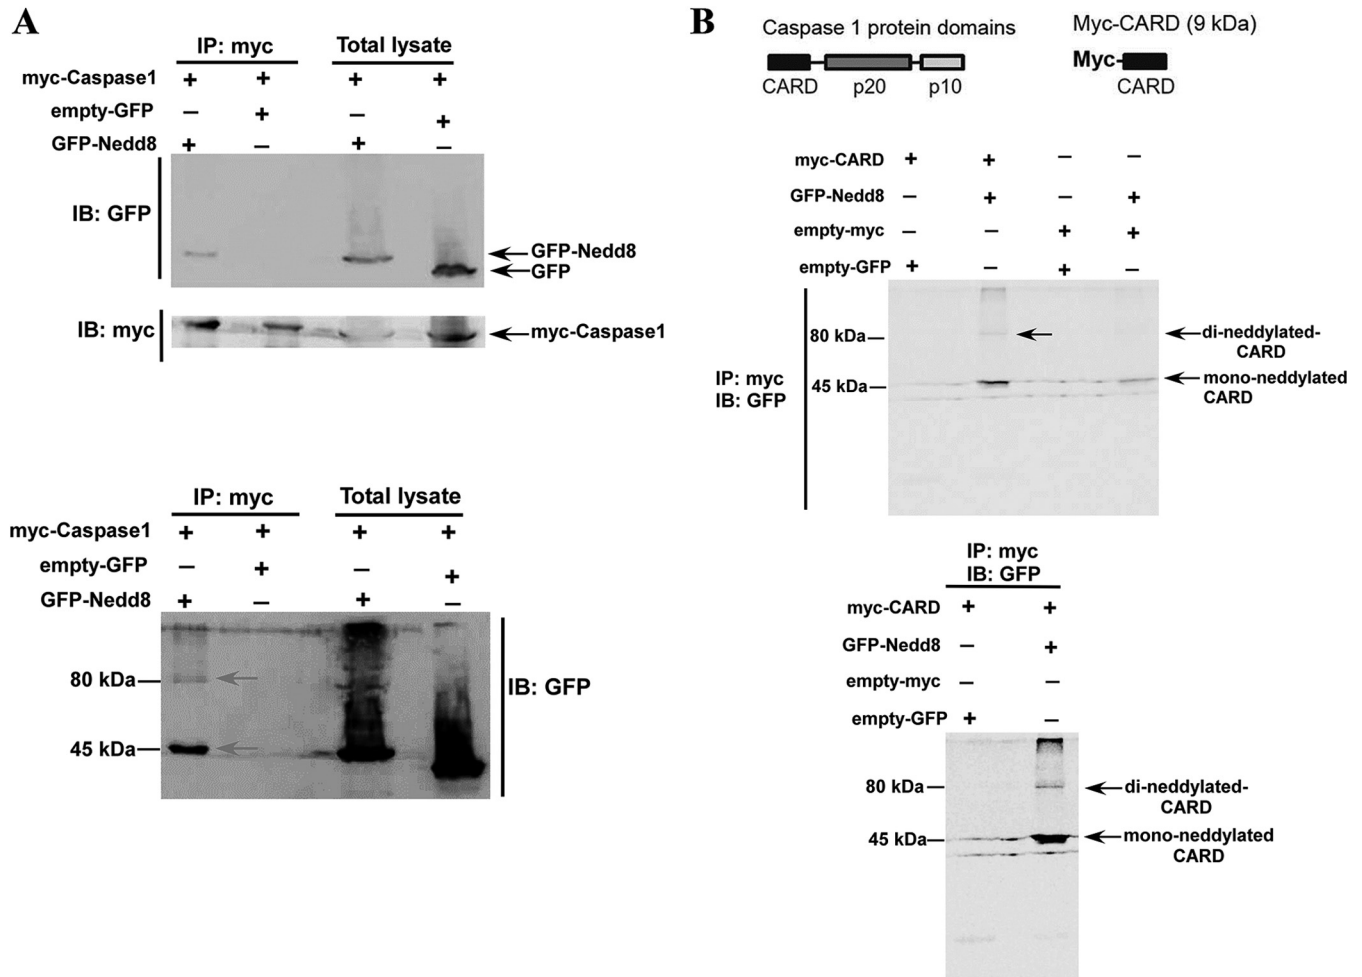 A
IP: myc Total lysate
myc-Caspase1 + + + +
empty-GFP – + – +
GFP-Nedd8 + – + –
IB: GFP
GFP-Nedd8
GFP
IB: myc
myc-Caspase1
IP: myc Total lysate
myc-Caspase1 + + + +
empty-GFP – + – +
GFP-Nedd8 + – + –
80 kDa
45 kDa
IB: GFP
B
Caspase 1 protein domains
CARD p20 p10
Myc-CARD (9 kDa)
Myc
CARD
myc-CARD + + – –
GFP-Nedd8 – + – +
empty-myc – – + +
empty-GFP + – + –
IP: myc
IB: GFP
80 kDa
45 kDa
di-neddylated-
CARD
mono-neddylated
CARD
IP: myc
IB: GFP
myc-CARD + +
GFP-Nedd8 – +
empty-myc – –
empty-GFP + –
80 kDa
45 kDa
di-neddylated-
CARD
mono-neddylated
CARD